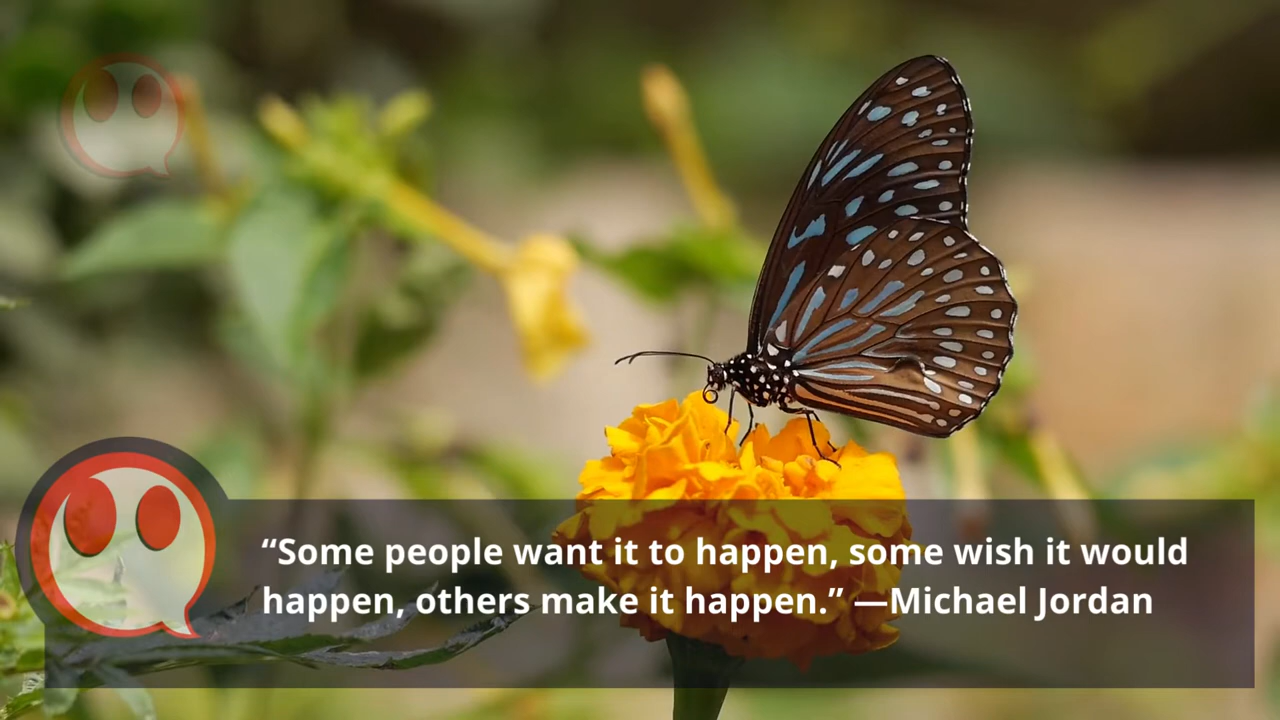 “Some people want it to happen, some wish it would
happen, others make it happen.” —Michael Jordan